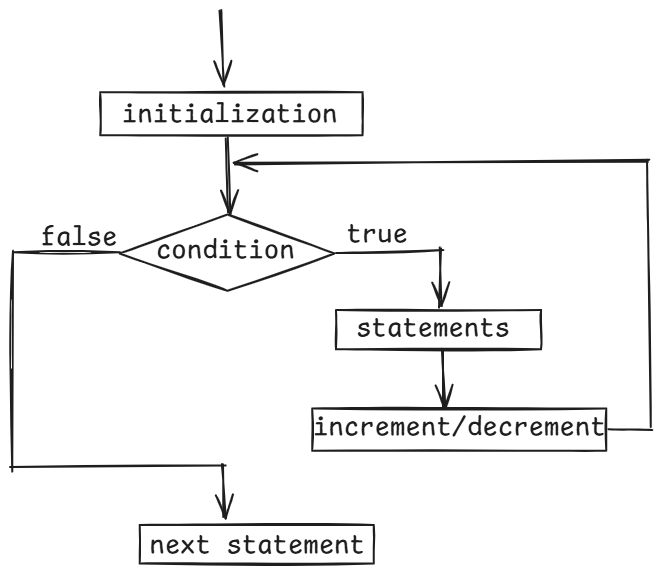 initialization
false
condition
true
statements
increment/decrement
next statement